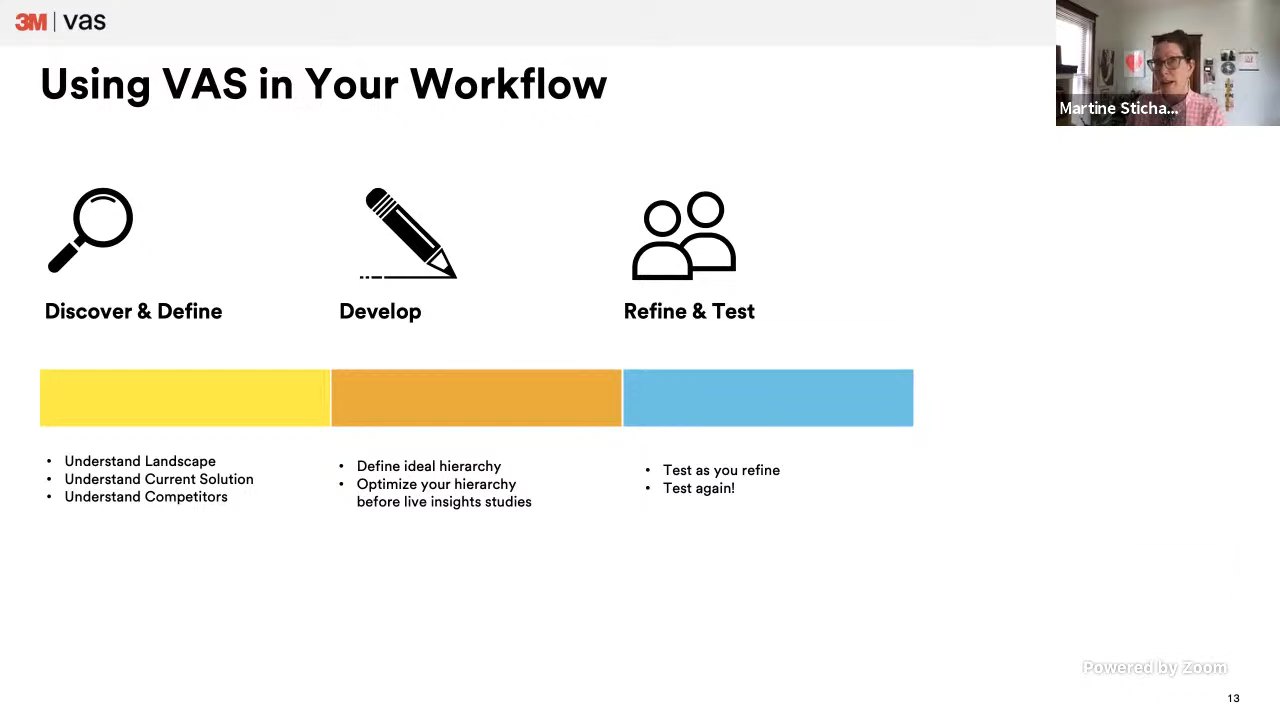 3M | vas
Martine Sticha...
Using VAS in Your Workflow
Discover & Define
Develop
Refine & Test
• Understand Landscape
• Understand Current Solution
• Understand Competitors
• Define ideal hierarchy
• Optimize your hierarchy
before live insights studies
• Test as you refine
• Test again!
Powered by Zoom
13